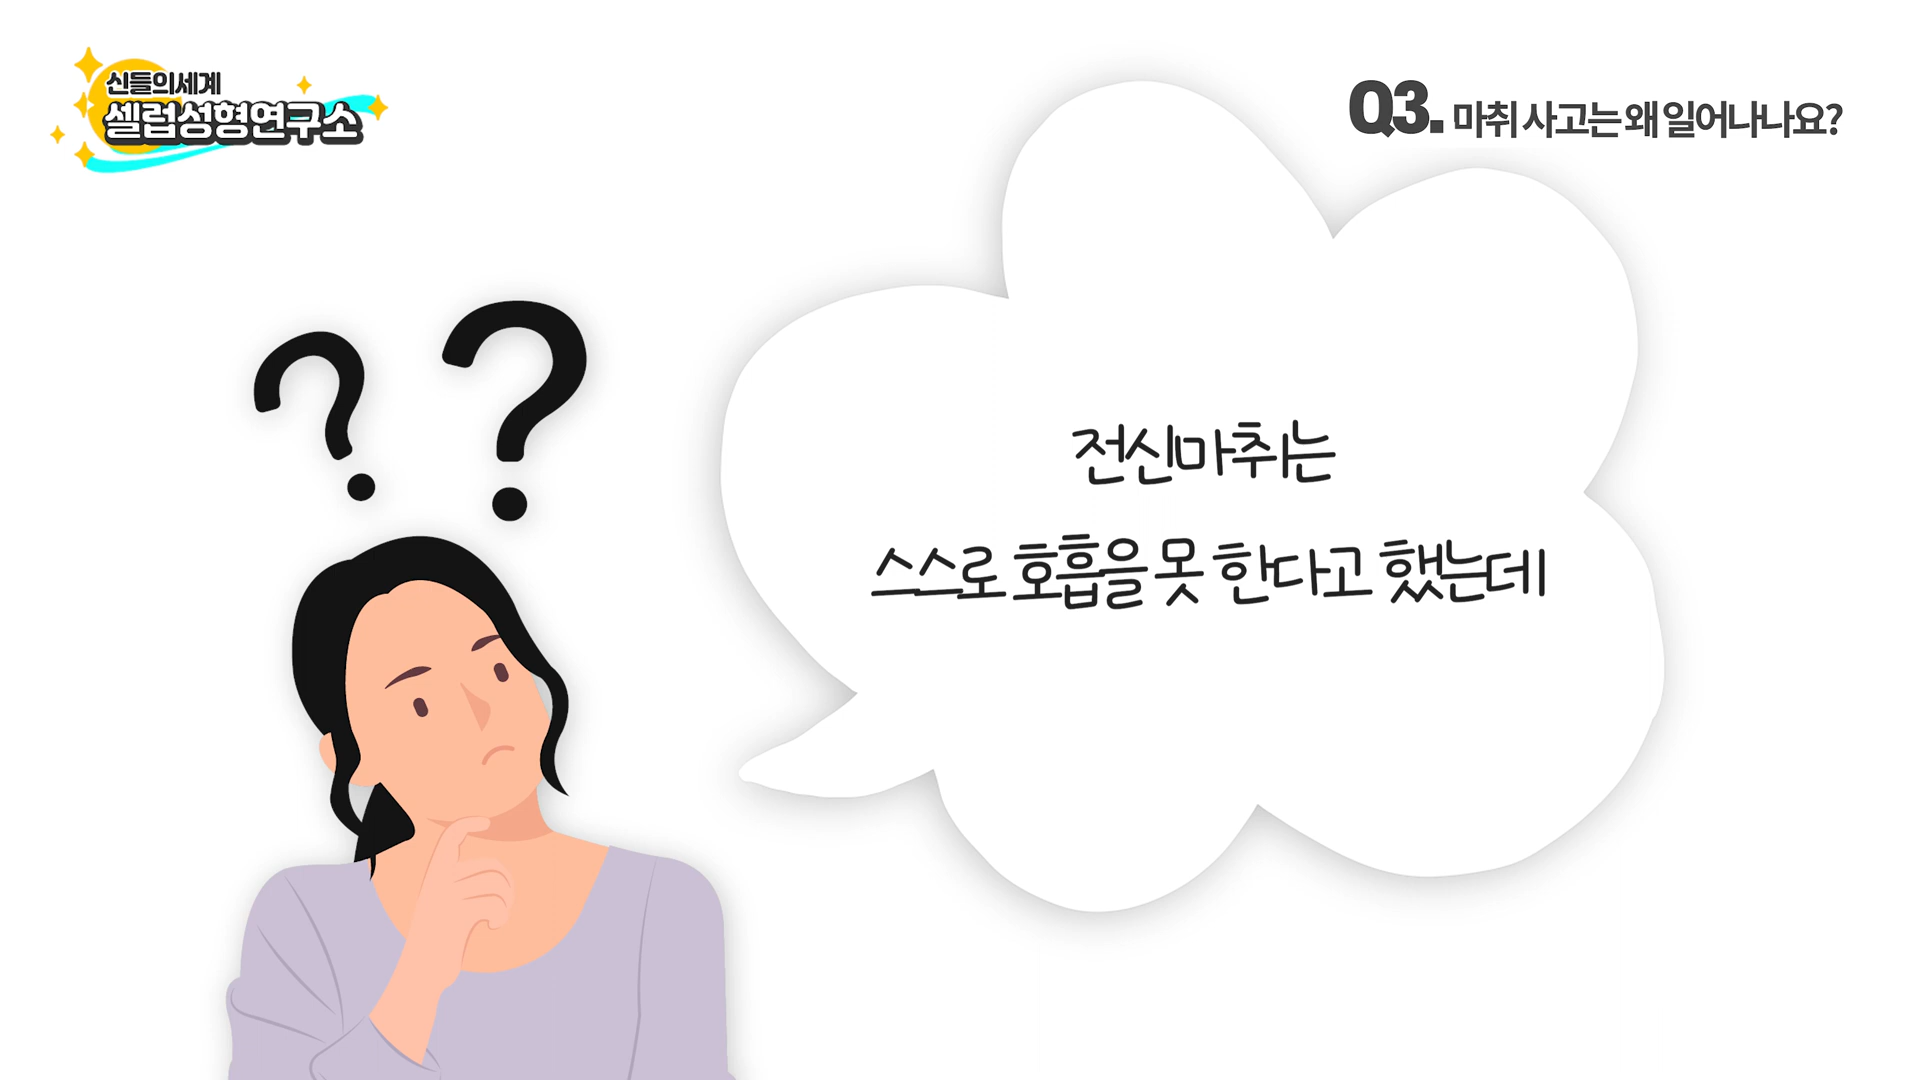 신들의세계
셀럽성형연구소
Q3. 마취 사고는 왜 일어나나요?
? ?
전신마취는
스스로 호흡을 못 한다고 했는데